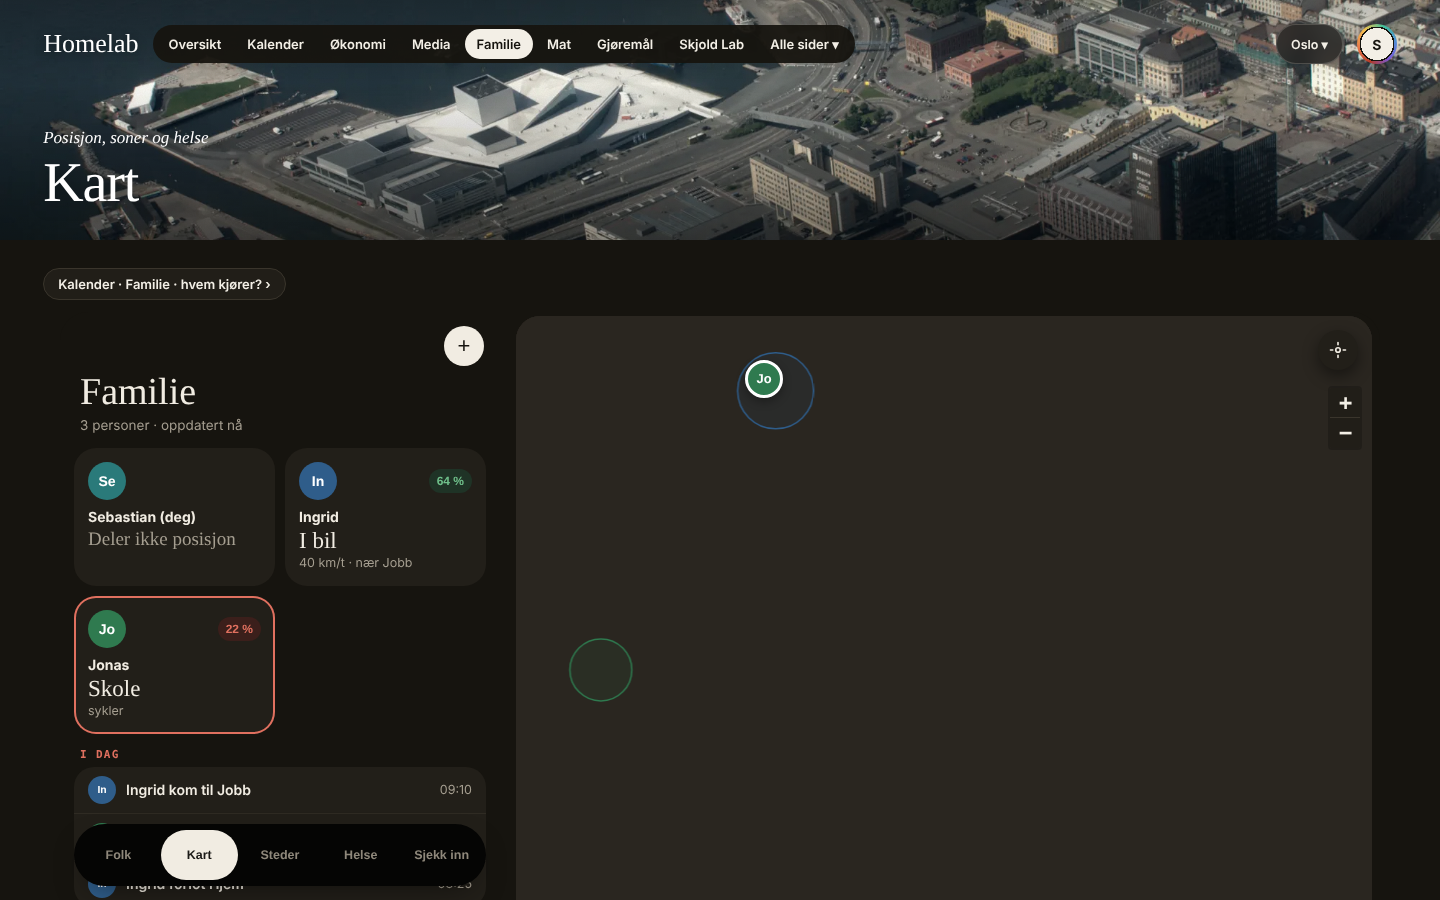 Homelab
Oversikt
Kalender
Økonomi
Media
Familie
Mat
Gjøremål
Skjold Lab
Alle sider ▾
Oslo ▾
S
Posisjon, soner og helse
Kart
Kalender · Familie · hvem kjører? ›
+
Familie
3 personer · oppdatert nå
Se
Sebastian (deg)
Deler ikke posisjon
In
64 %
Ingrid
I bil
40 km/t · nær Jobb
Jo
22 %
Jonas
Skole
sykler
I DAG
In
Ingrid kom til Jobb
09:10
Folk
Kart
Steder
Helse
Sjekk inn
Jo
+
−